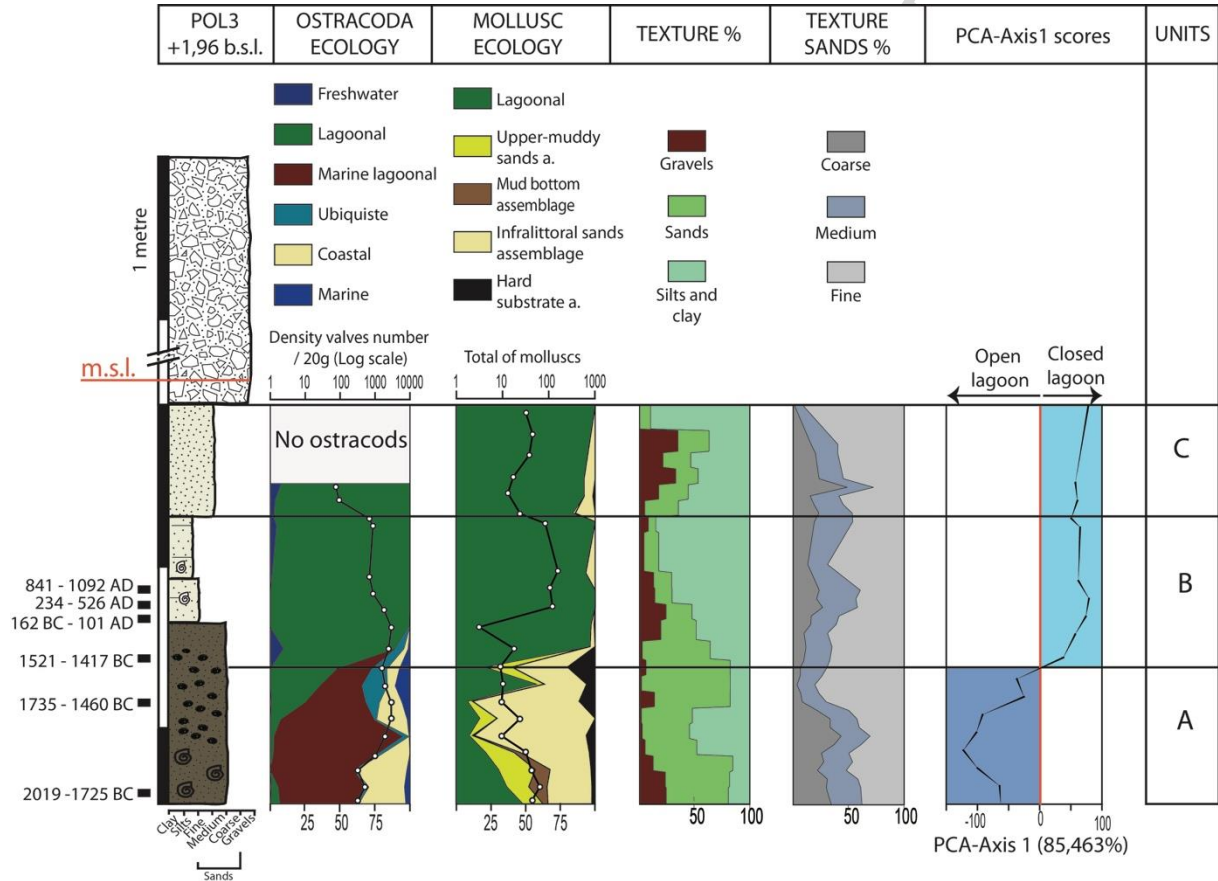 POL3
+1,96 b.s.l.
OSTRACODA
ECOLOGY
MOLLUSC
ECOLOGY
TEXTURE %
TEXTURE
SANDS %
PCA-Axis1 scores
UNITS
Freshwater
Lagoonal
Marine lagoonal
Ubiquiste
Coastal
Marine
Density valves number
/ 20g (Log scale)
1 10 100 1000 10000
Lagoonal
Upper-muddy
sands a.
Mud bottom
assemblage
Infralittoral sands
assemblage
Hard
substrate a.
Total of molluscs
1 10 100 1000
Gravels
Sands
Silts and
clay
Coarse
Medium
Fine
Open
lagoon
Closed
lagoon
1 metre
m.s.l.
No ostracods
C
B
A
841 - 1092 AD
234 - 526 AD
162 BC - 101 AD
1521 - 1417 BC
1735 - 1460 BC
2019 -1725 BC
Clay
Silts
Fine
Medium
Coarse
Gravels
Sands
25 50 75
25 50 75
50 100
50 100
-100 0 100
PCA-Axis 1 (85,463%)